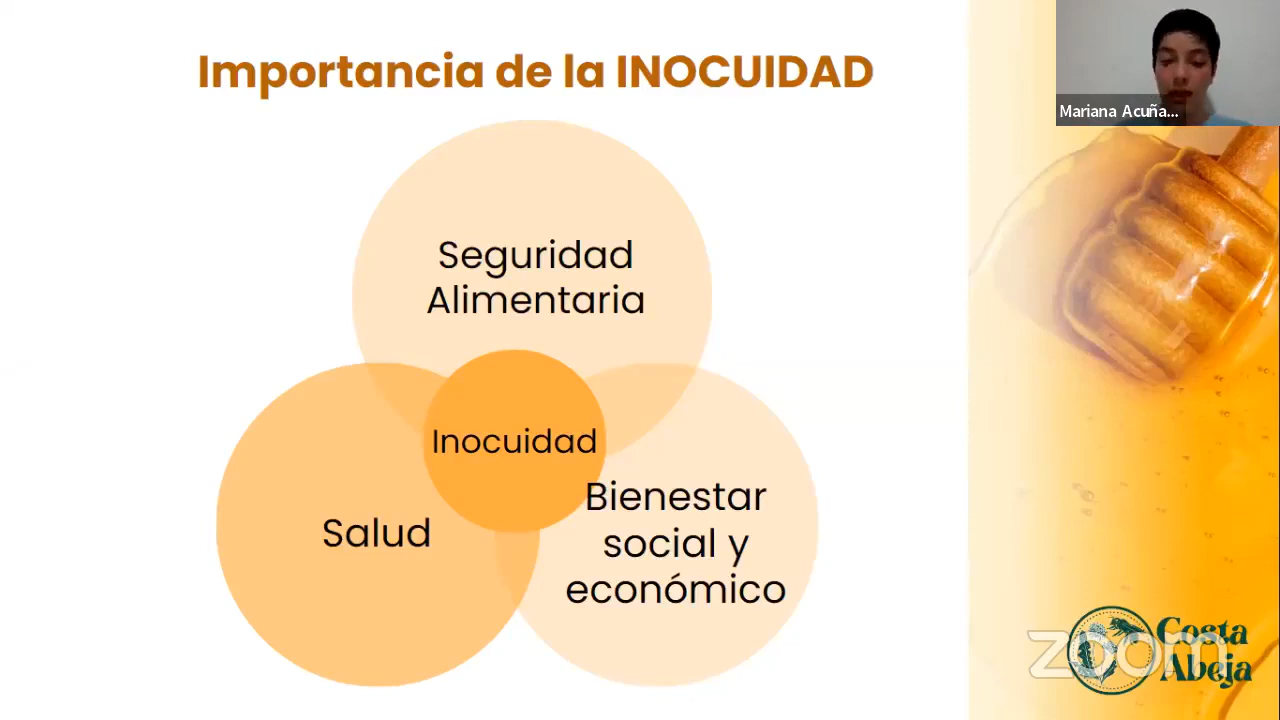 Importancia de la INOCUIDAD
Mariana Acuña...
Seguridad
Alimentaria
Inocuidad
Salud
Bienestar
social y
económico
zoom
Costa
Abeja